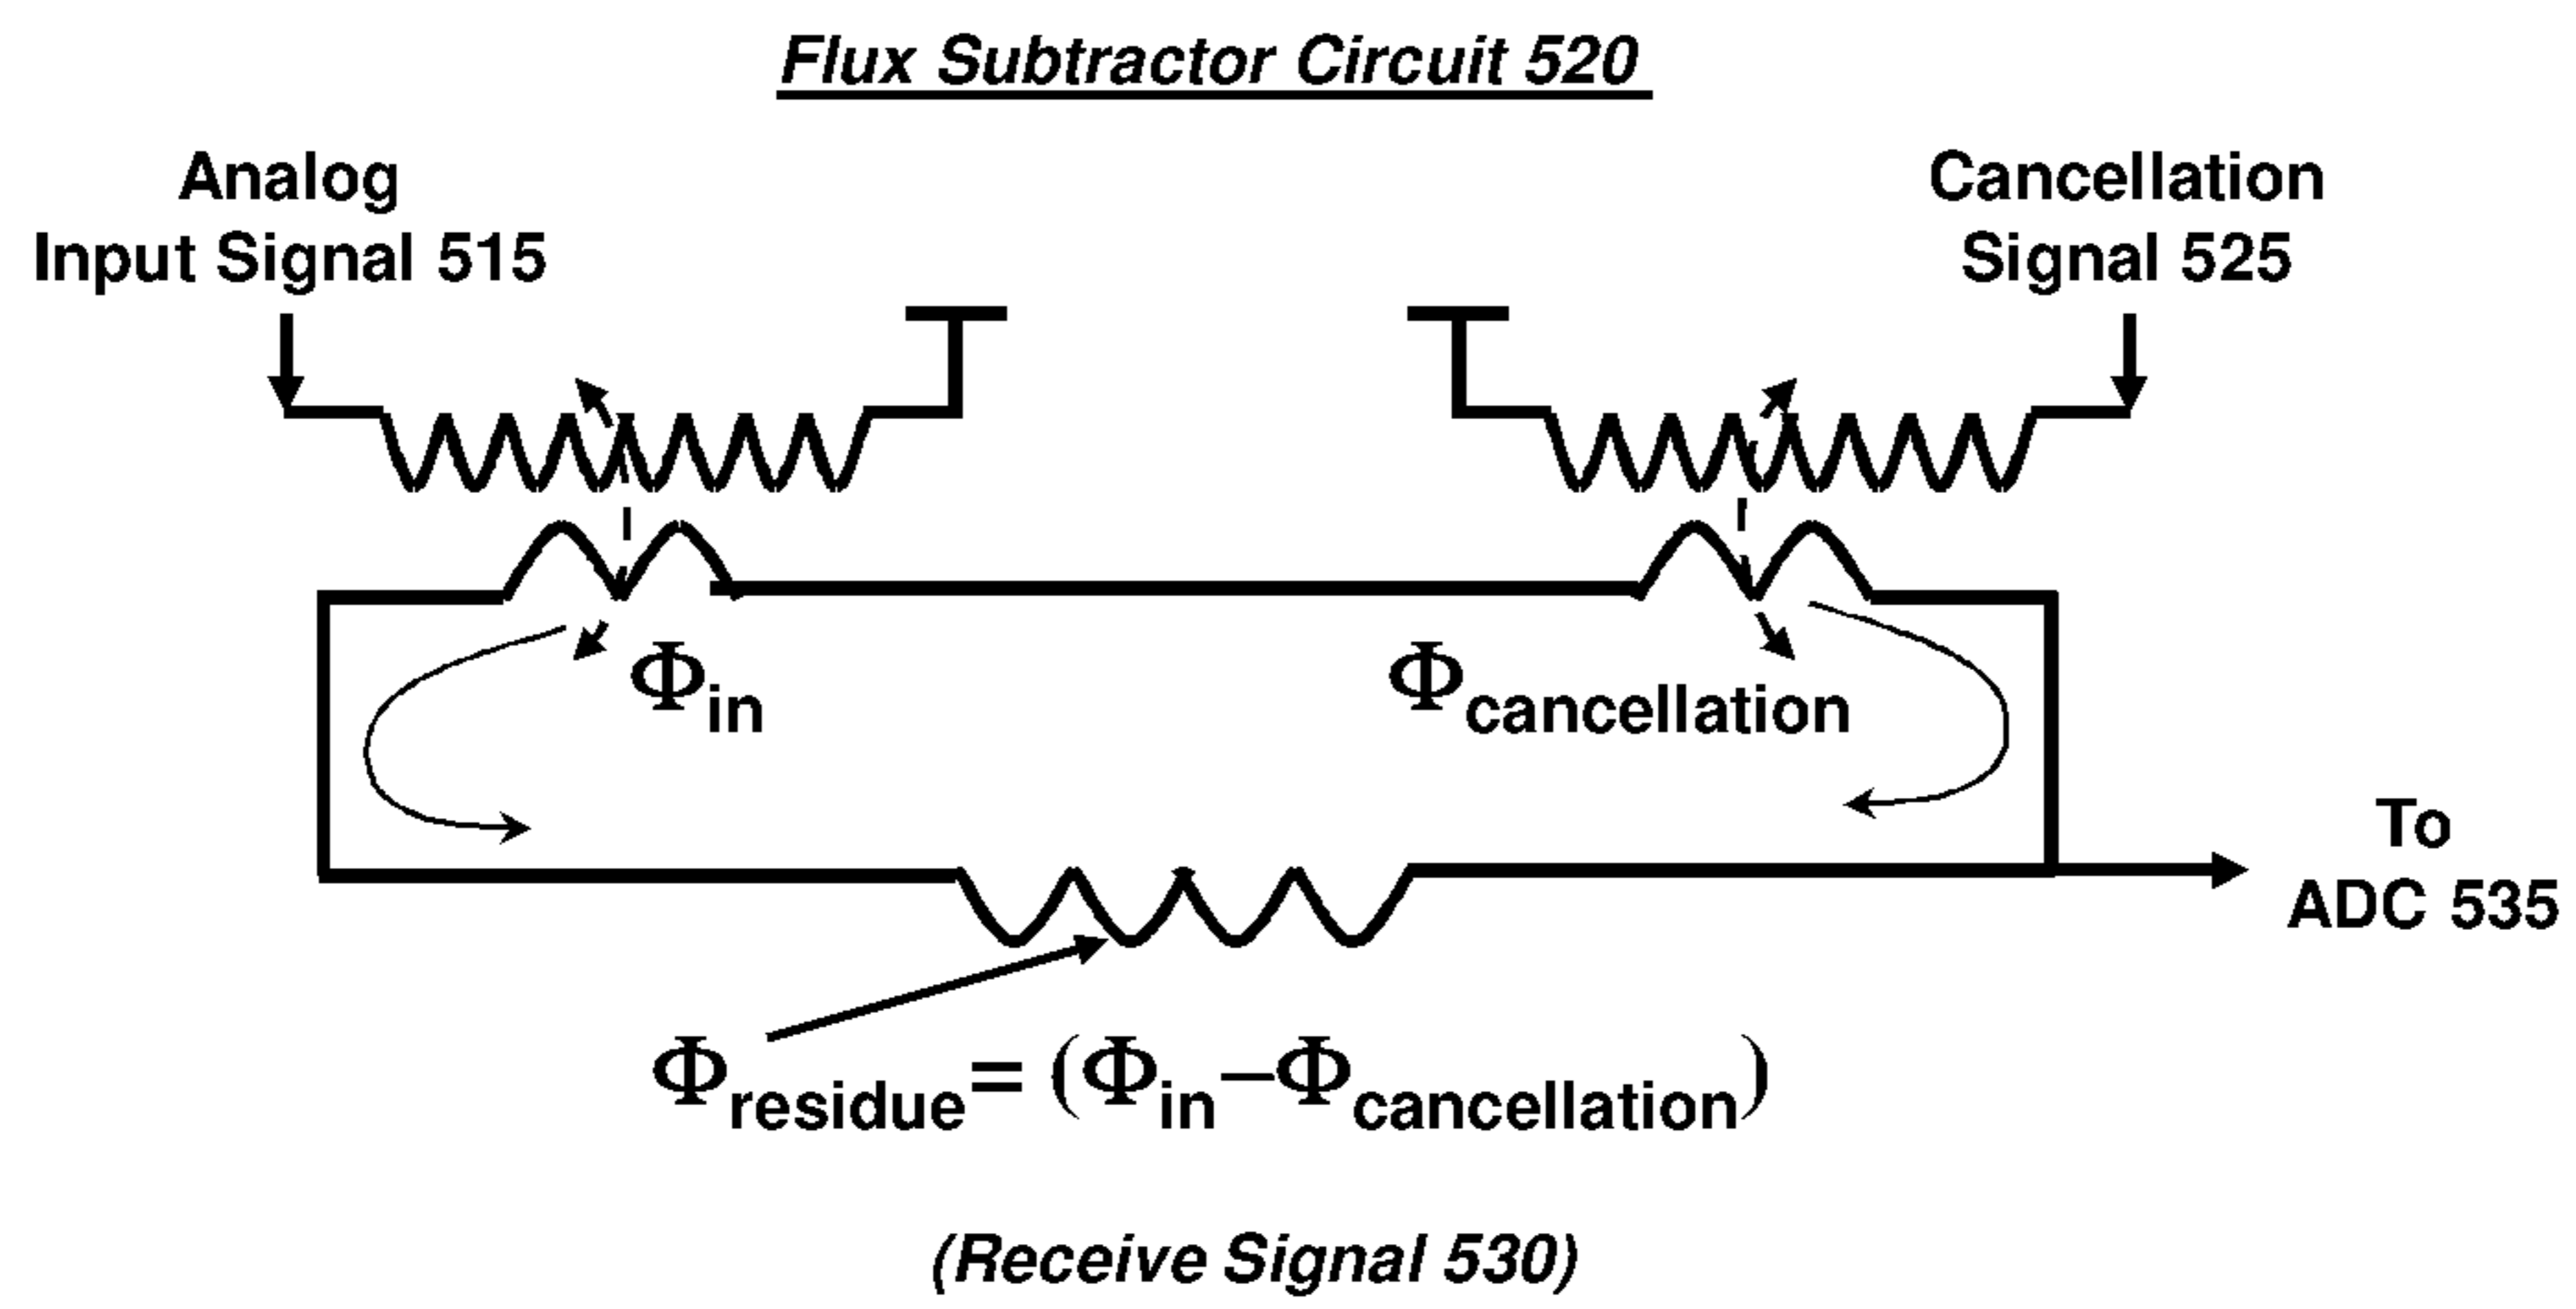 Flux Subtractor Circuit 520
Analog
Input Signal 515
Cancellation
Signal 525
Φin
Φcancellation
To
ADC 535
Φresidue= (Φin–Φcancellation)
(Receive Signal 530)